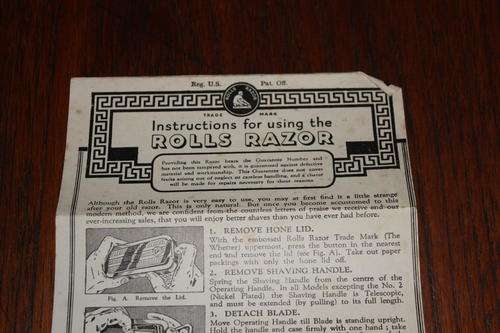 Reg. U.S. Pat. Off.
ROLLS RAZOR
TRADE MARK
Instructions for using the
ROLLS RAZOR
Providing this Razor bears the Guarantee Number and
has not been tampered with, it is guaranteed against defective
material and workmanship. This Guarantee does not cover
faults arising out of neglect or careless handling, and a charge
will be made for repairs necessary for these reasons.
Although the Rolls Razor is very easy to use, you may at first find it a little strange
after your old razor. This is only natural. But once you become accustomed to this
modern method, we are confident from the countless letters of praise we receive and our
ever-increasing sales, that you will enjoy better shaves than you have ever had before.
Fig. A. Remove the Lid.
1. REMOVE HONE LID.
With the embossed Rolls Razor Trade Mark (The
Whetter) uppermost, press the button in the nearest
end and remove the lid (see Fig. A). Take out paper
packings with only the hone lid off.
2. REMOVE SHAVING HANDLE.
Spring the Shaving Handle from the centre of the
Operating Handle. In all Models excepting the No. 2
(Nickel Plated) the Shaving Handle is Telescopic,
and must be extended (by pulling) to its full length.
3. DETACH BLADE.
Move Operating Handle till Blade is standing upright.
Hold the handle and case firmly with one hand; take